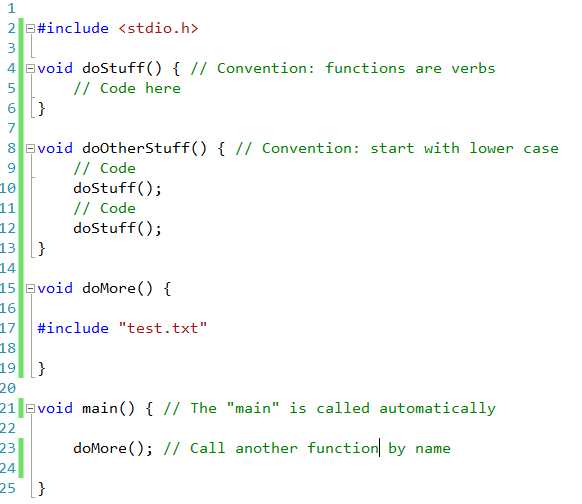 1
2 #include <stdio.h>
3
4 void doStuff() { // Convention: functions are verbs
5 // Code here
6 }
7
8 void doOtherStuff() { // Convention: start with lower case
9 // Code
10 doStuff();
11 // Code
12 doStuff();
13 }
14
15 void doMore() {
16
17 #include "test.txt"
18
19 }
20
21 void main() { // The "main" is called automatically
22
23 doMore(); // Call another function by name
24
25 }